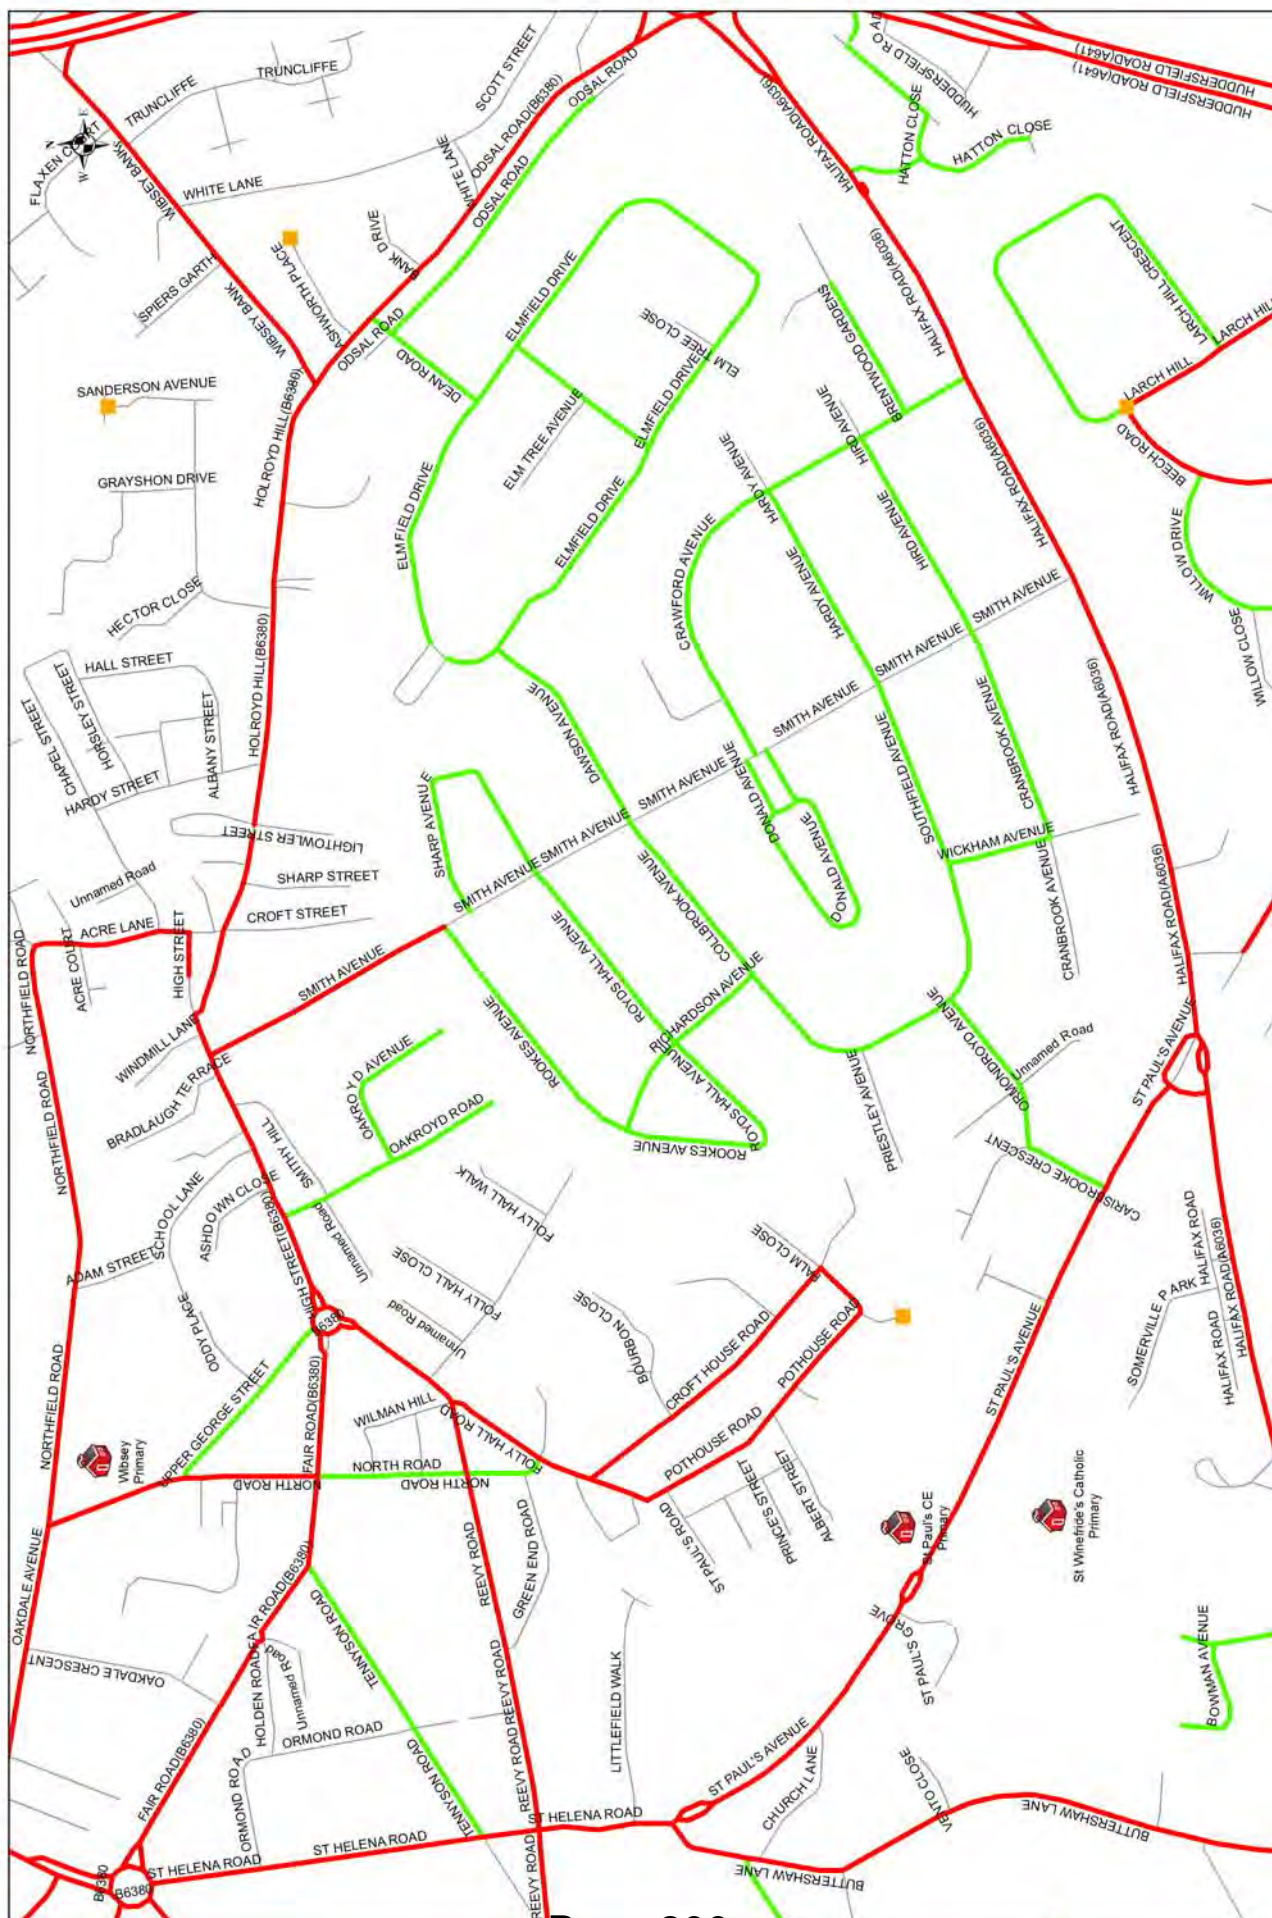 TRUNCLIFFE
SCOTT STREET
ODSAL ROAD
HUDDERSFIELD ROAD(A641)
HUDDERSFIELD ROAD(A641)
HALIFAX ROAD(A6036)
N
E
W
TRUNCLIFFE
WIBSEY BANK
WHITE LANE
WHITE LANE
ODSAL ROAD(B6380)
ODSAL ROAD
HATTON CLOSE
HATTON CLOSE
HALIFAX ROAD(A6036)
WIBSEY BANK
SPIERS GARTH
ASHWORTH PLACE
BANK DRIVE
ELMFIELD DRIVE
ELM TREE CLOSE
BRENTWOOD GARDENS
HALIFAX ROAD(A6036)
LARCH HILL CRESCENT
LARCH HILL
LARCH HILL
SANDERSON AVENUE
HOLROYD HILL(B6380)
ODSAL ROAD
DEAN ROAD
ELMFIELD DRIVE
HIRD AVENUE
HALIFAX ROAD(A6036)
BEECH ROAD
GRAYSHON DRIVE
ELMFIELD DRIVE
ELM TREE AVENUE
ELMFIELD DRIVE
HARDY AVENUE
HIRD AVENUE
WILLOW DRIVE
HECTOR CLOSE
CRAWFORD AVENUE
HARDY AVENUE
SMITH AVENUE
WILLOW CLOSE
HALL STREET
HORSLEY STREET
CHAPEL STREET
HOLROYD HILL(B6380)
SMITH AVENUE
HALIFAX ROAD(A6036)
HARDY STREET
ALBANY STREET
DAWSON AVENUE
SMITH AVENUE
SMITH AVENUE
SOUTHFIELD AVENUE
CRANBROOK AVENUE
LIGHTOWLER STREET
SHARP AVENUE
SMITH AVENUE
DONALD AVENUE
DONALD AVENUE
WICKHAM AVENUE
Unnamed Road
SHARP STREET
SMITH AVENUE
COLLBROOK AVENUE
CRANBROOK AVENUE
HALIFAX ROAD(A6036)
ACRE LANE
CROFT STREET
ACRE COURT
NORTHFIELD ROAD
HIGH STREET
SMITH AVENUE
ROYDS HALL AVENUE
RICHARDSON AVENUE
WINDMILL LANE
BRADLAUGH TERRACE
OAKROYD AVENUE
ROOKES AVENUE
ORMONDROYD AVENUE
Unnamed Road
ST PAUL'S AVENUE
NORTHFIELD ROAD
SMITHY HILL
OAKROYD ROAD
ROYDS HALL AVENUE
ROOKES AVENUE
PRIESTLEY AVENUE
CARISBROOKE CRESCENT
SCHOOL LANE
ASHDOWN CLOSE
Unnamed Road
FOLLY HALL WALK
ADAM STREET
HIGH STREET(B6380)
FOLLY HALL CLOSE
PALM CLOSE
HALIFAX ROAD
HALIFAX ROAD(A6036)
ODDY PLACE
B6380
Unnamed Road
BOURBON CLOSE
CROFT HOUSE ROAD
POTHOUSE ROAD
SOMERVILLE PARK
HALIFAX ROAD
NORTHFIELD ROAD
UPPER GEORGE STREET
FAIR ROAD(B6380)
WILMAN HILL
FOLLY HALL ROAD
ST PAUL'S AVENUE
Wibsey
Primary
NORTH ROAD
NORTH ROAD
NORTH ROAD
POTHOUSE ROAD
PRINCE'S STREET
ALBERT STREET
ST PAUL'S ROAD
St Paul's CE
Primary
St Winefride's Catholic
Primary
OAKDALE AVENUE
FAIR ROAD(B6380)
REEVY ROAD
GREEN END ROAD
OAKDALE CRESCENT
HOLDEN ROAD
Unnamed Road
TENNYSON ROAD
REEVY ROAD
LITTLEFIELD WALK
ST PAUL'S GROVE
ST PAUL'S GROVE
BOWMAN AVENUE
FAIR ROAD(B6380)
ORMOND ROAD
ORMOND ROAD
TENNYSON ROAD
REEVY ROAD
ST PAUL'S AVENUE
CHURCH LANE
VENTO CLOSE
BUTTERSHAW LANE
ST HELENA ROAD
ST HELENA ROAD
ST HELENA ROAD
B6380
B6380
REEVY ROAD
BUTTERSHAW LANE